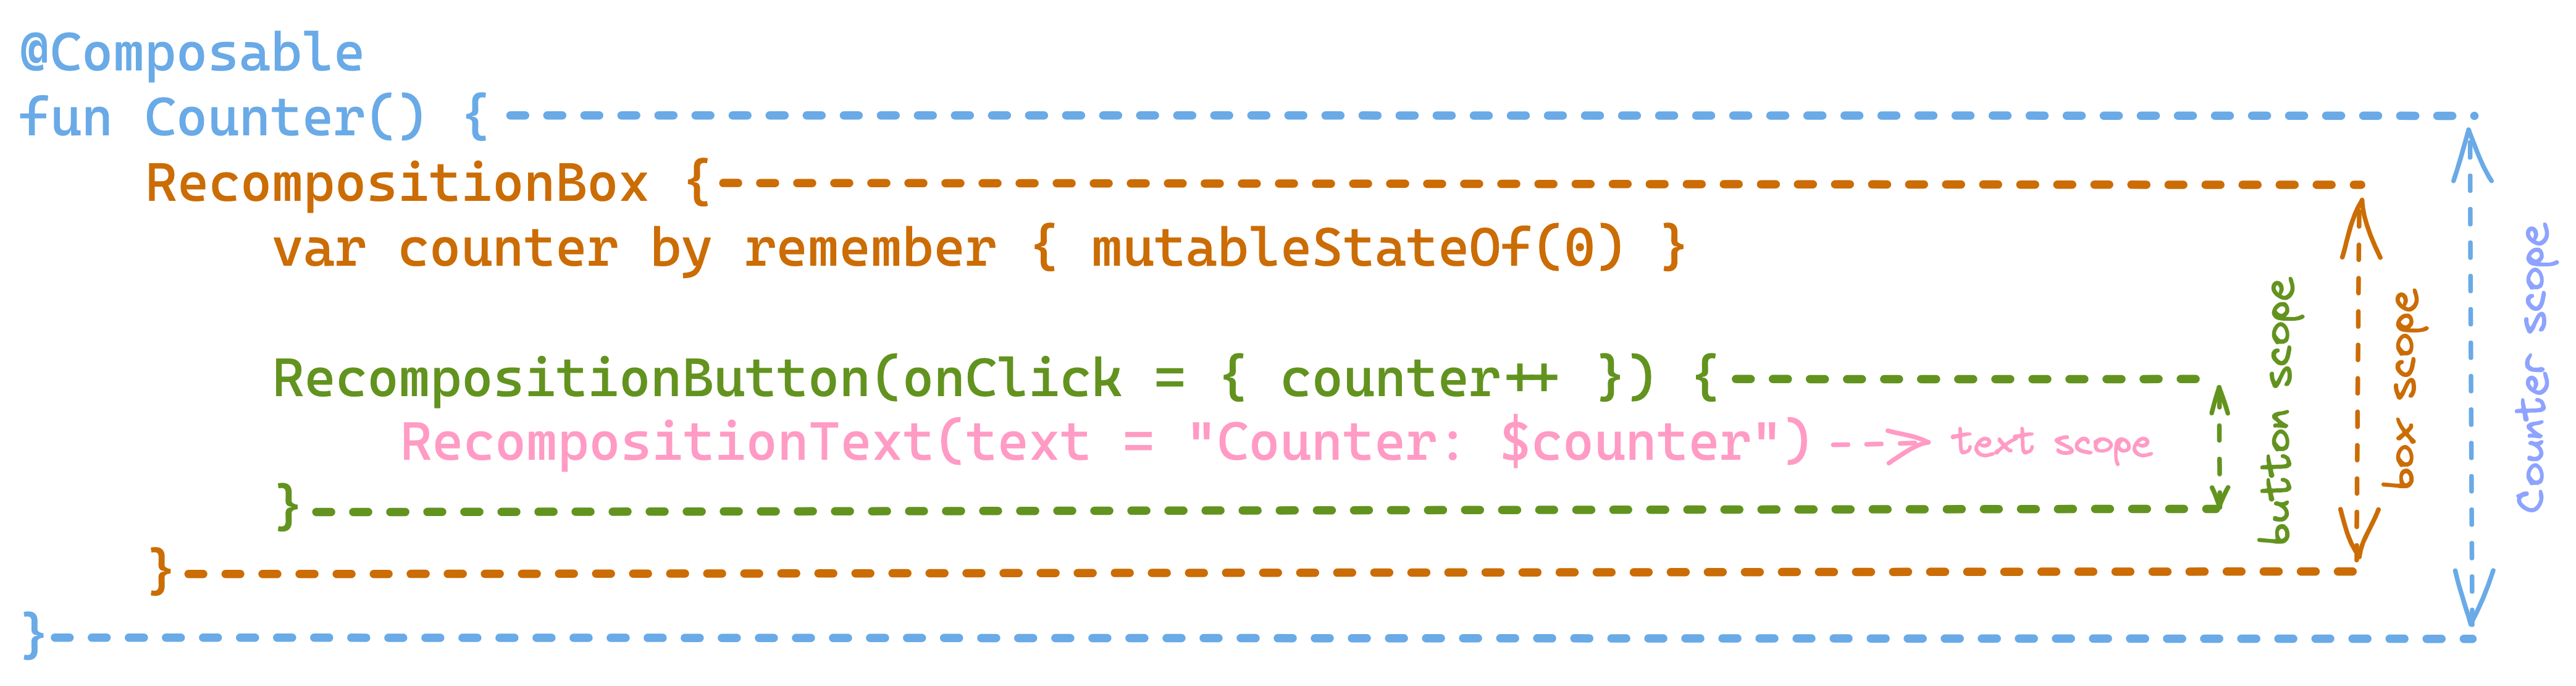 @Composable
fun Counter() {
    RecompositionBox {
        var counter by remember { mutableStateOf(0) }
        RecompositionButton(onClick = { counter++ }) {
            RecompositionText(text = "Counter: $counter") text scope
        }
    }
}
button scope
box scope
Counter scope